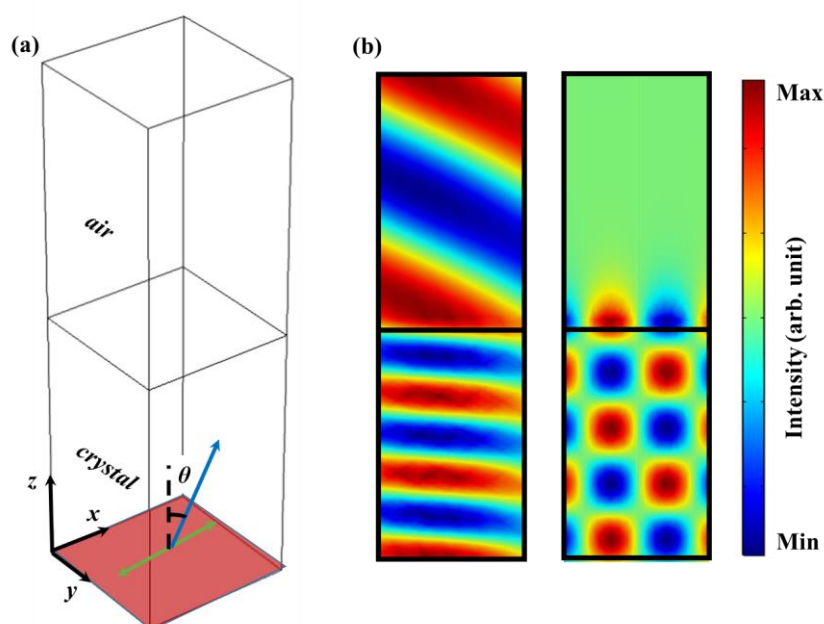 (a)
(b)
air
crystal
z
x
y
θ
Max
Intensity (arb. unit)
Min